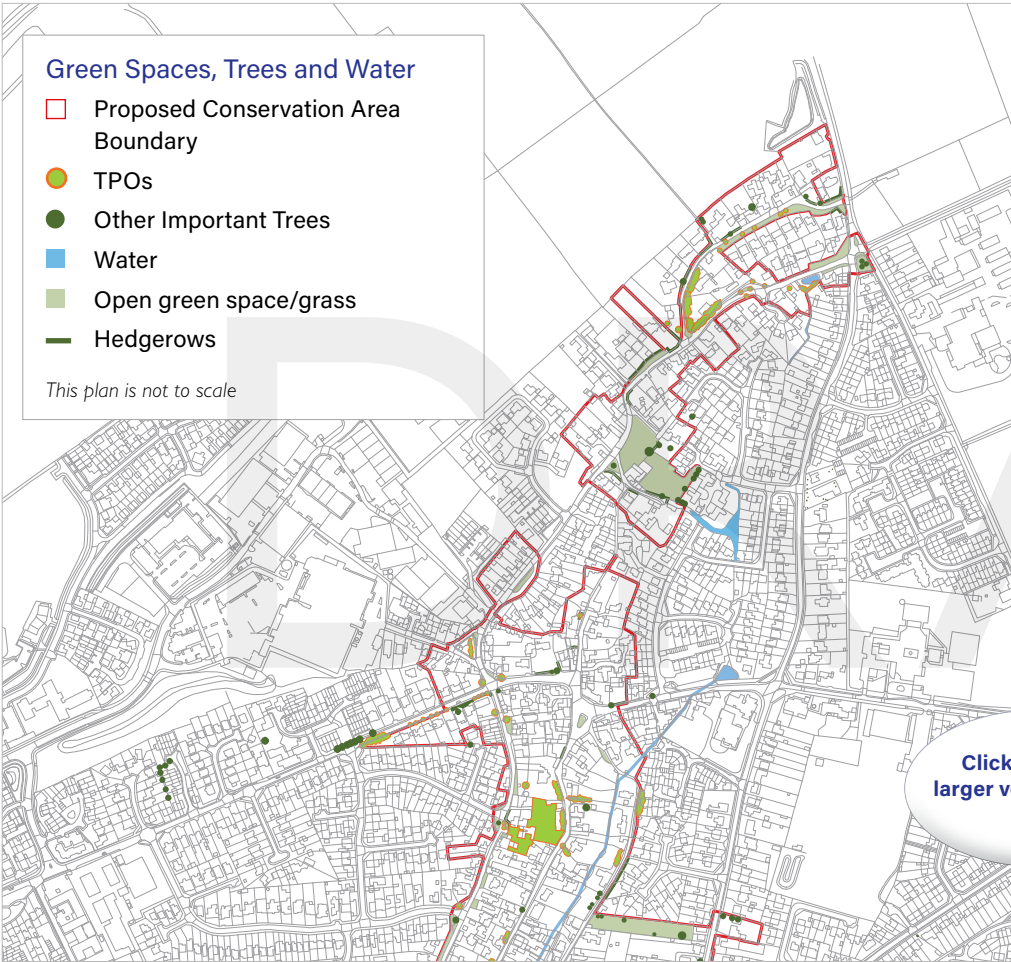 Green Spaces, Trees and Water
Proposed Conservation Area
Boundary
TPOs
Other Important Trees
Water
Open green space/grass
Hedgerows
This plan is not to scale
Click
larger ve